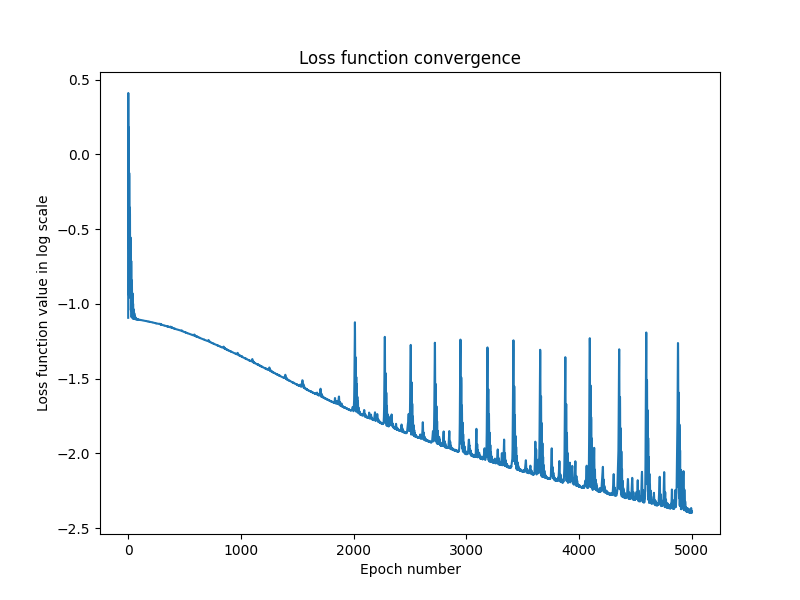 Loss function convergence
0.5
0.0
−0.5
−1.0
−1.5
−2.0
−2.5
Loss function value in log scale
0 1000 2000 3000 4000 5000
Epoch number